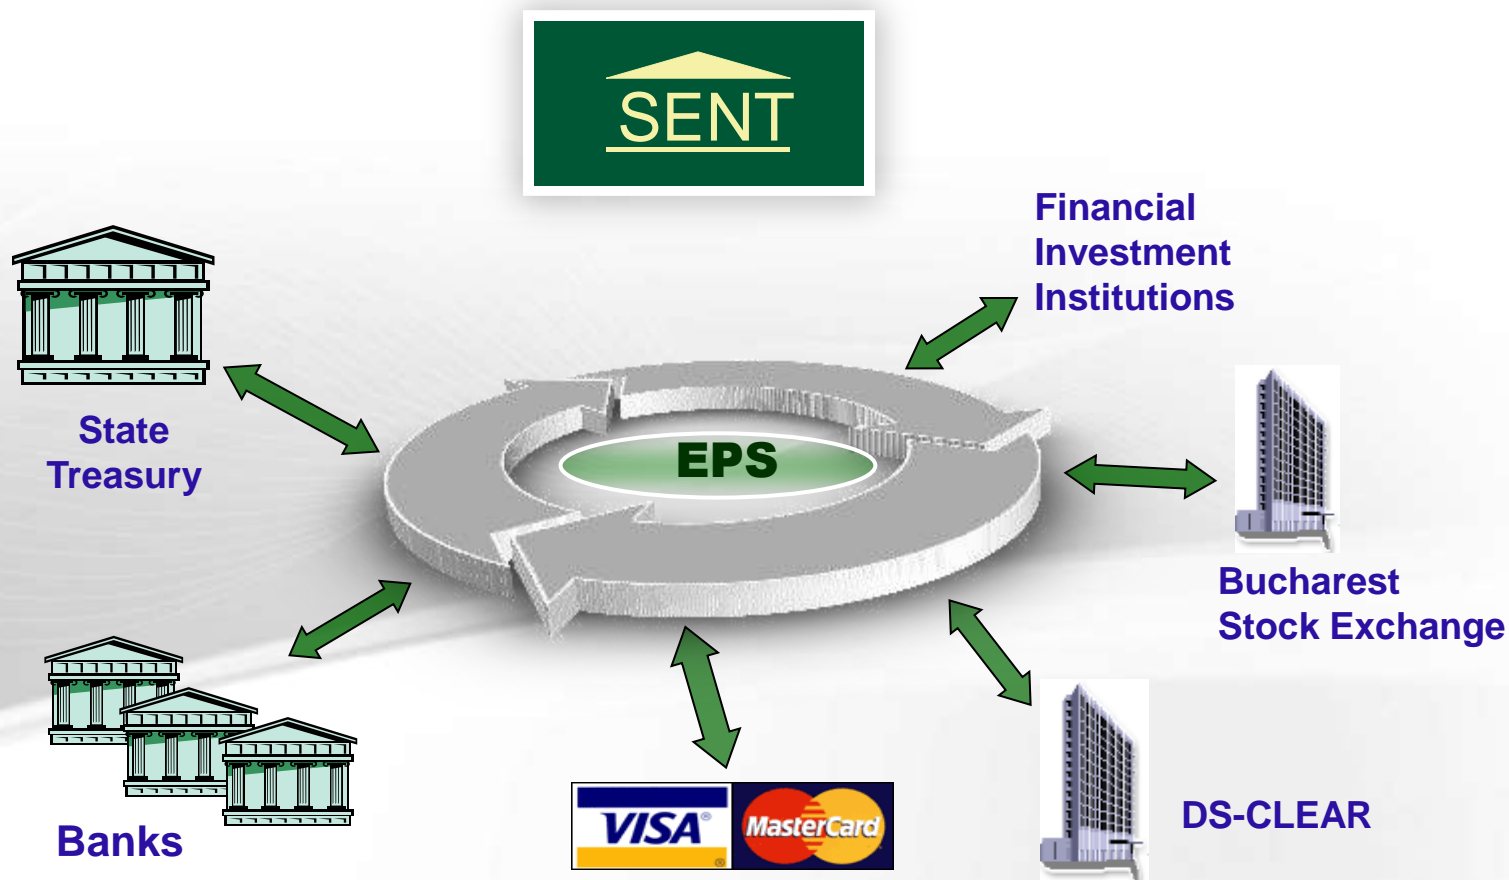 SENT
Financial
Investment
Institutions
State
Treasury
EPS
Bucharest
Stock Exchange
Banks
VISA®
MasterCard
DS-CLEAR